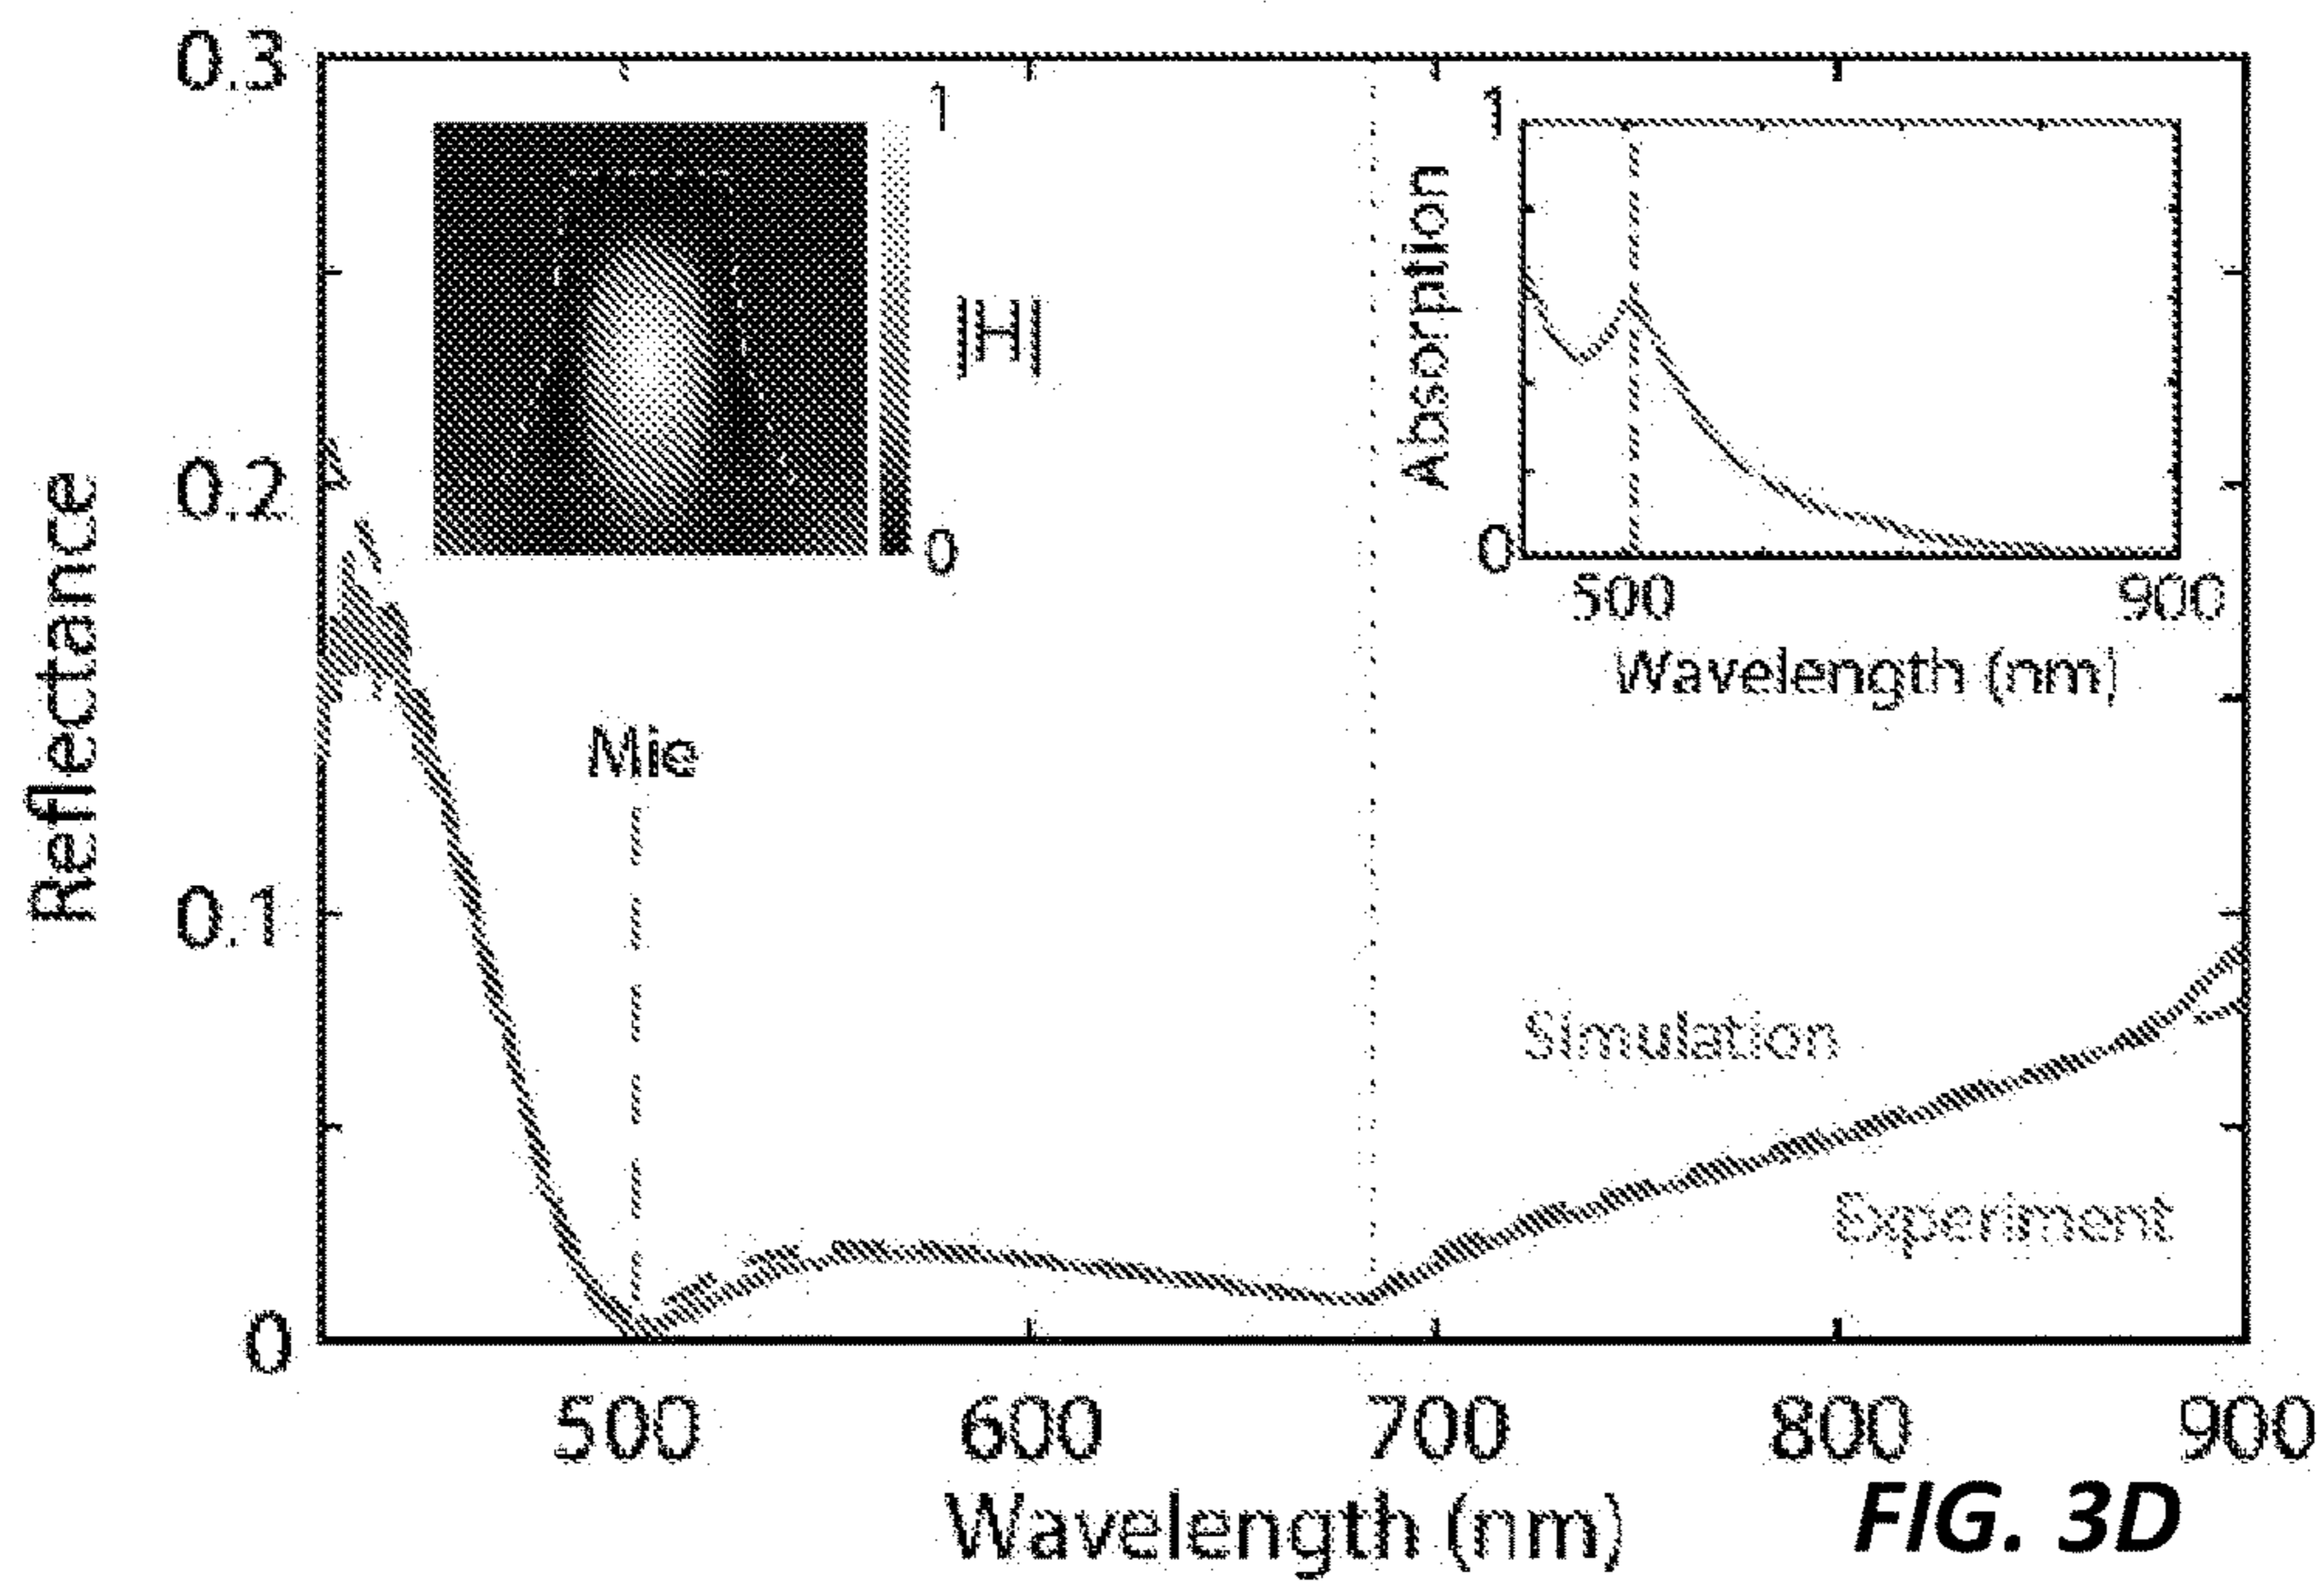 0.3
0.2
0.1
0
Reflectance
1
|H|
0
1
Absorption
0
500
900
Wavelength (nm)
Mie
Simulation
Experiment
500
600
700
800
900
Wavelength (nm)
FIG. 3D